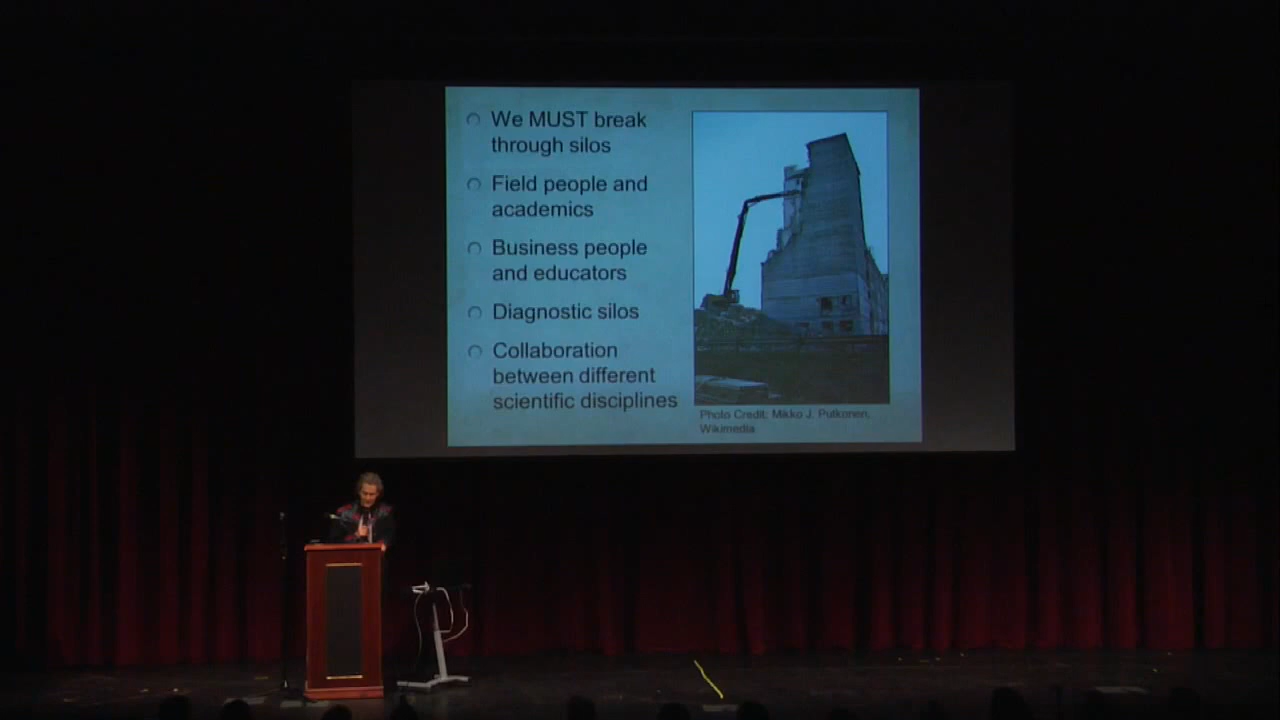 We MUST break
through silos
Field people and
academics
Business people
and educators
Diagnostic silos
Collaboration
between different
scientific disciplines
Photo Credit: Mikko J. Putkonen,
Wikimedia